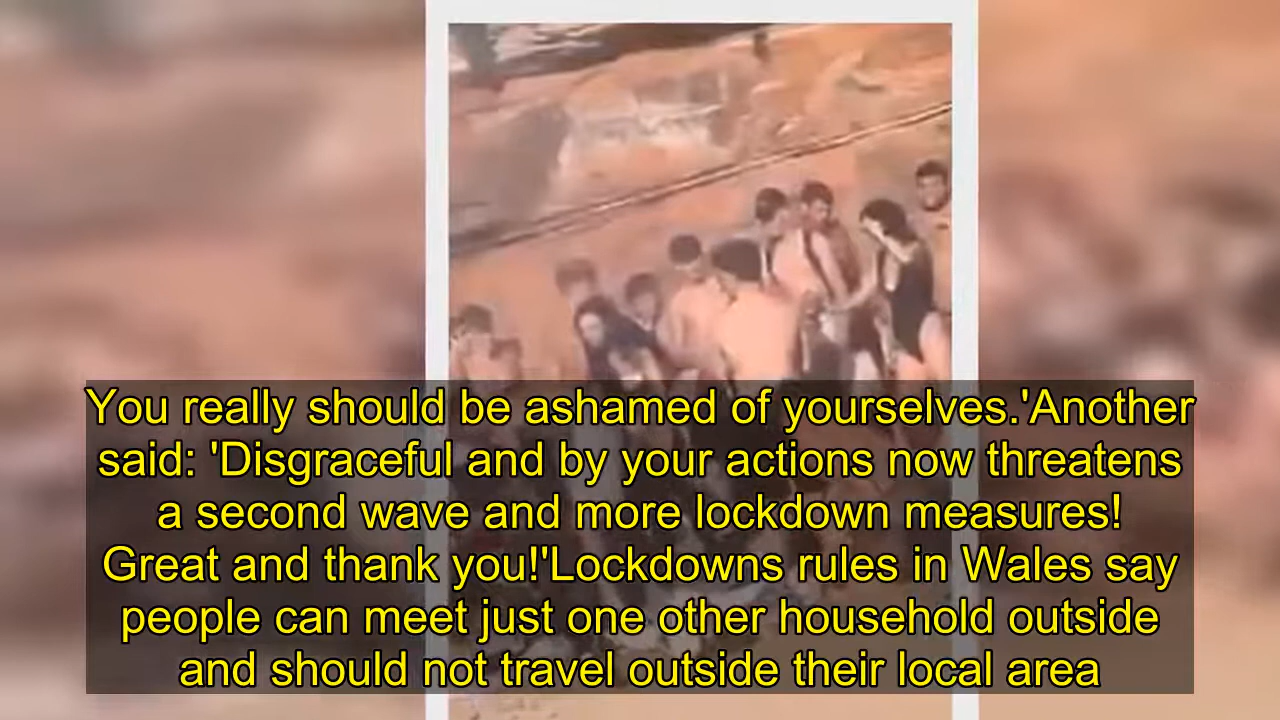 You really should be ashamed of yourselves.'Another
said: 'Disgraceful and by your actions now threatens
a second wave and more lockdown measures!
Great and thank you!'Lockdowns rules in Wales say
people can meet just one other household outside
and should not travel outside their local area